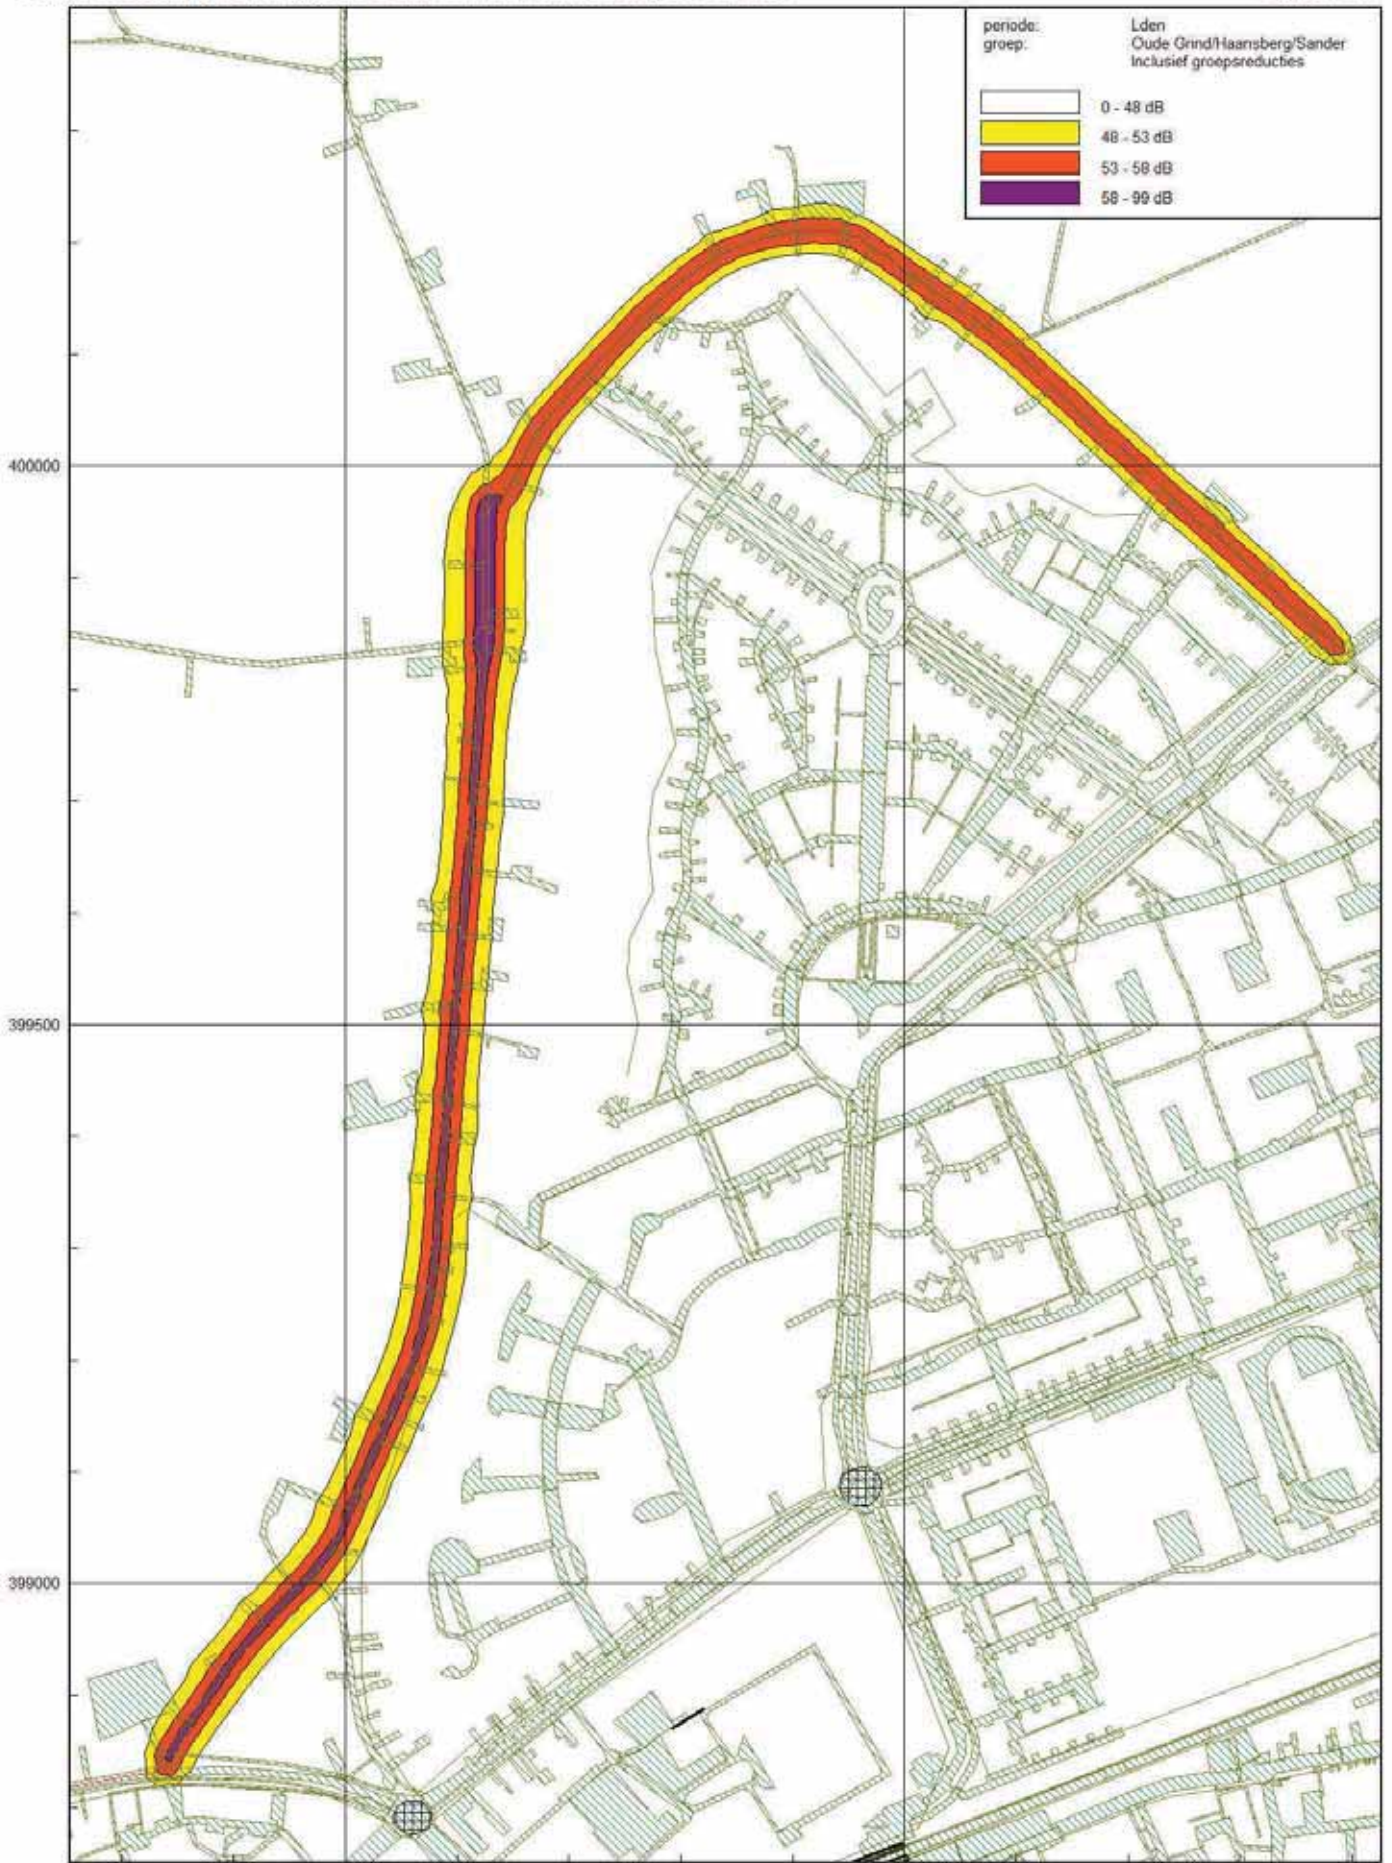 periode: Lden
groep: Oude Grind/Haansberg/Sander
Inclusief groepsreducties
0 - 48 dB
48 - 53 dB
53 - 58 dB
58 - 99 dB
400000
399500
399000